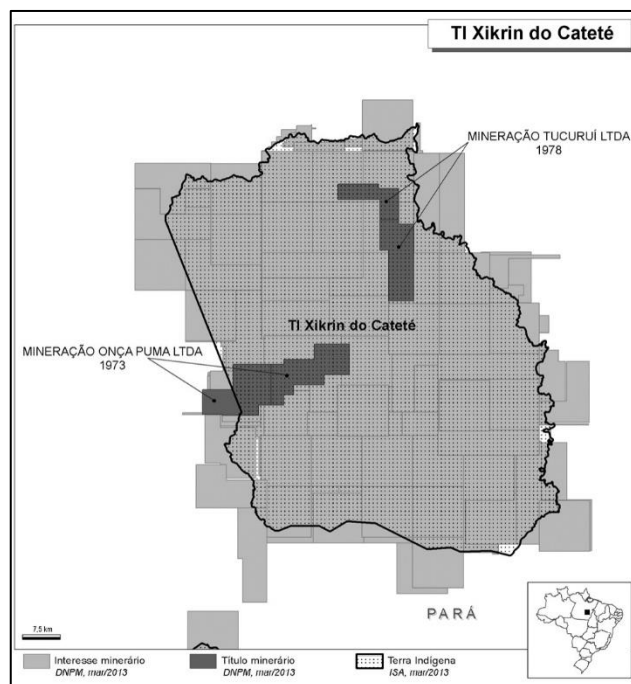 TI Xikrin do Cateté
MINERAÇÃO TUCURUÍ LTDA
1978
TI Xikrin do Cateté
MINERAÇÃO ONÇA PUMA LTDA
1973
PARÁ
7,5 km
Interesse minerário
DNPM, mar/2013
Título minerário
DNPM, mar/2013
Terra Indígena
ISA, mar/2013